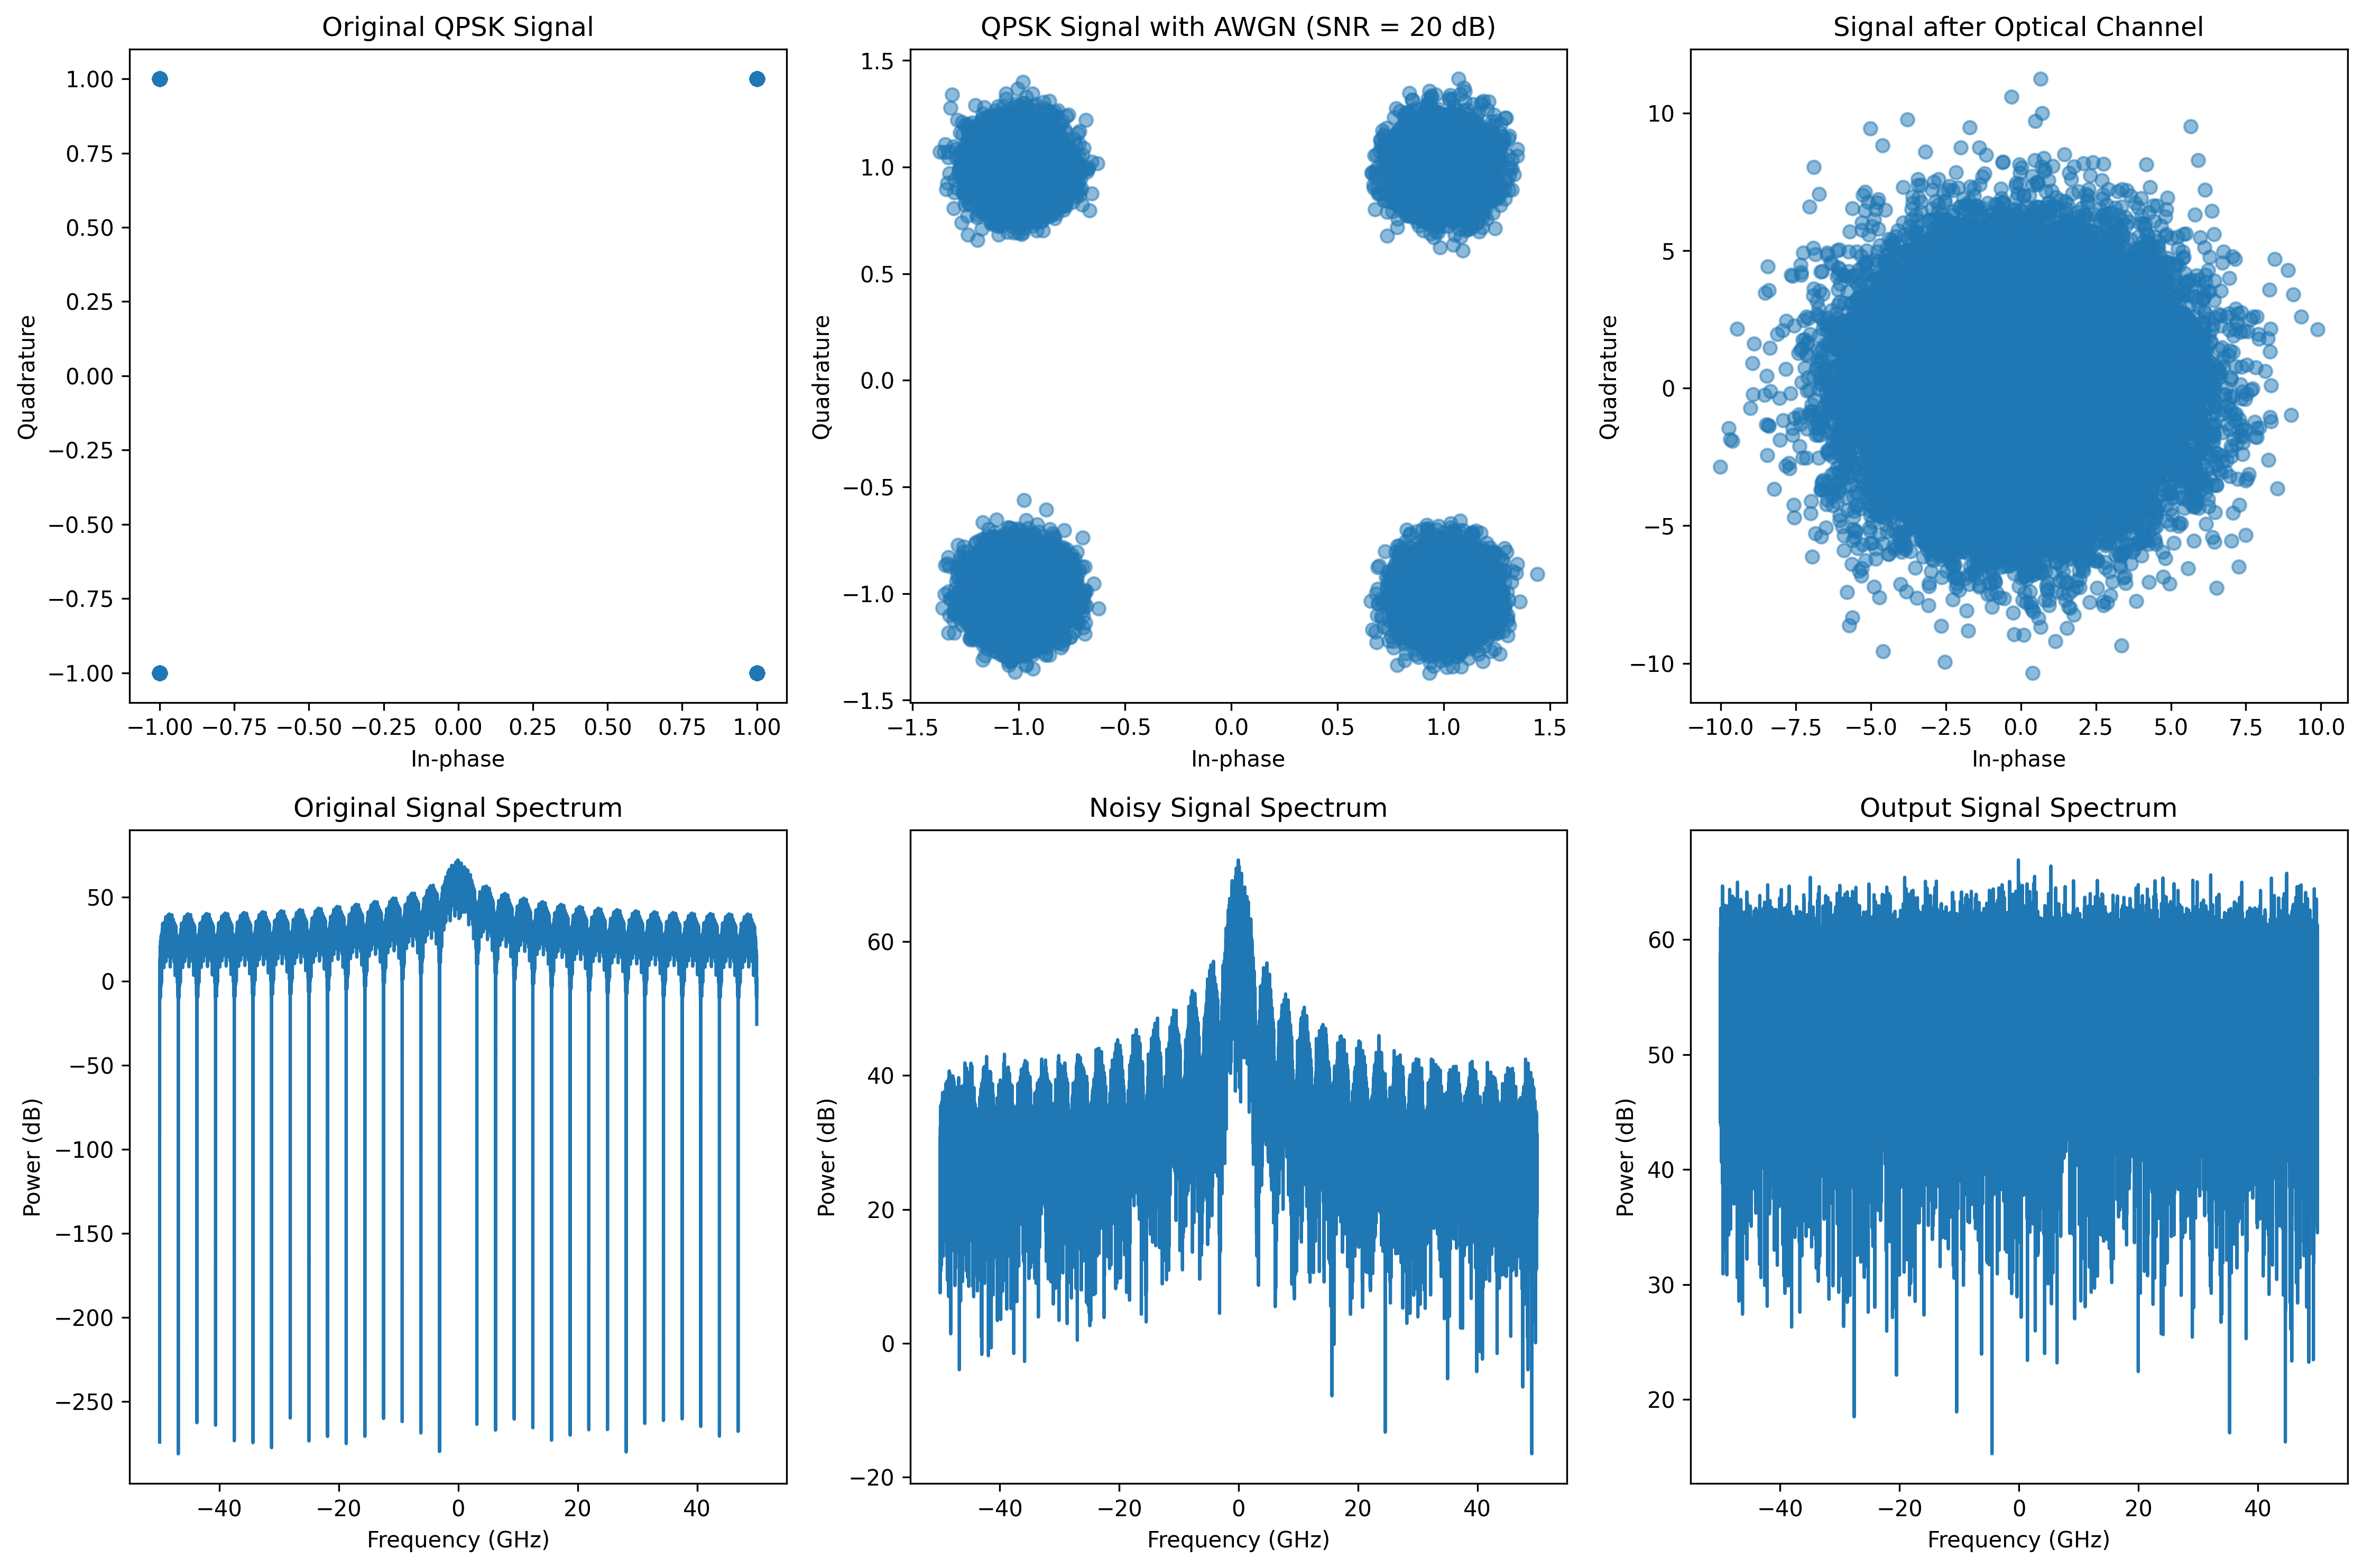 Original QPSK Signal
QPSK Signal with AWGN (SNR = 20 dB)
Signal after Optical Channel
1.00
0.75
0.50
0.25
0.00
−0.25
−0.50
−0.75
−1.00
Quadrature
−1.00 −0.75 −0.50 −0.25 0.00 0.25 0.50 0.75 1.00
In-phase
1.5
1.0
0.5
0.0
−0.5
−1.0
−1.5
Quadrature
−1.5 −1.0 −0.5 0.0 0.5 1.0 1.5
In-phase
10
5
0
−5
−10
Quadrature
−10.0 −7.5 −5.0 −2.5 0.0 2.5 5.0 7.5 10.0
In-phase
Original Signal Spectrum
Noisy Signal Spectrum
Output Signal Spectrum
50
0
−50
−100
−150
−200
−250
Power (dB)
−40 −20 0 20 40
Frequency (GHz)
60
40
20
0
−20
Power (dB)
−40 −20 0 20 40
Frequency (GHz)
60
50
40
30
20
Power (dB)
−40 −20 0 20 40
Frequency (GHz)